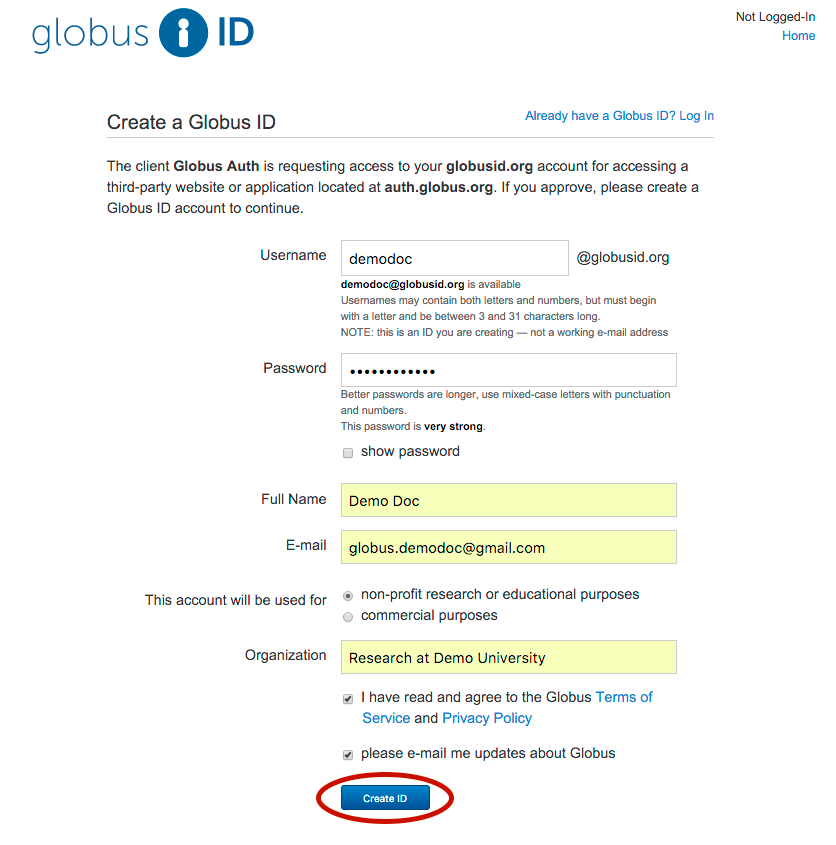 globus ID
Not Logged-In
Home
Create a Globus ID
Already have a Globus ID? Log In
The client Globus Auth is requesting access to your globusid.org account for accessing a
third-party website or application located at auth.globus.org. If you approve, please create a
Globus ID account to continue.
Username
demodoc
@globusid.org
demodoc@globusid.org is available
Usernames may contain both letters and numbers, but must begin
with a letter and be between 3 and 31 characters long.
NOTE: this is an ID you are creating — not a working e-mail address
Password
••••••••••••
Better passwords are longer, use mixed-case letters with punctuation
and numbers.
This password is very strong.
show password
Full Name
Demo Doc
E-mail
globus.demodoc@gmail.com
This account will be used for
non-profit research or educational purposes
commercial purposes
Organization
Research at Demo University
I have read and agree to the Globus Terms of
Service and Privacy Policy
please e-mail me updates about Globus
Create ID